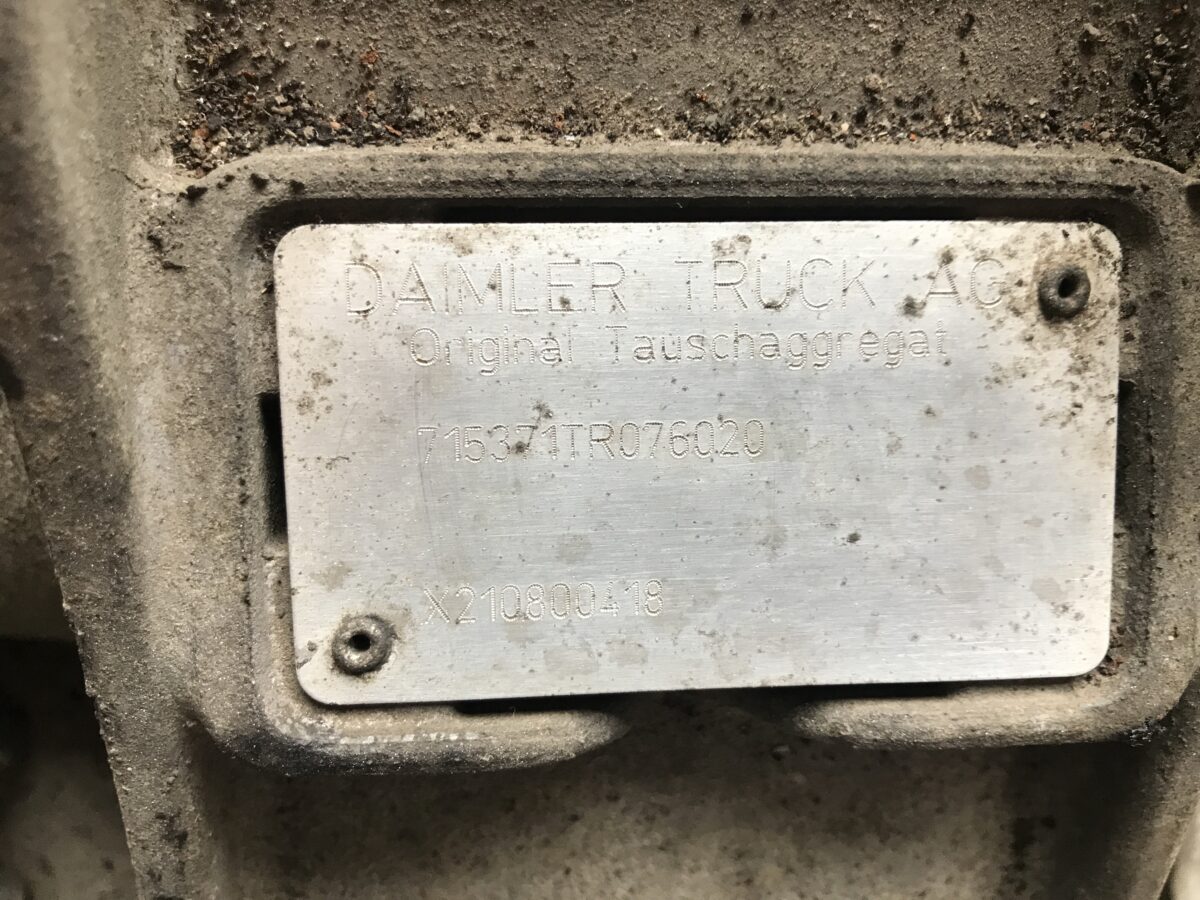 DAIMLER TRUCK AG
Original Tauschaggregat
715371TR076020
X210800418